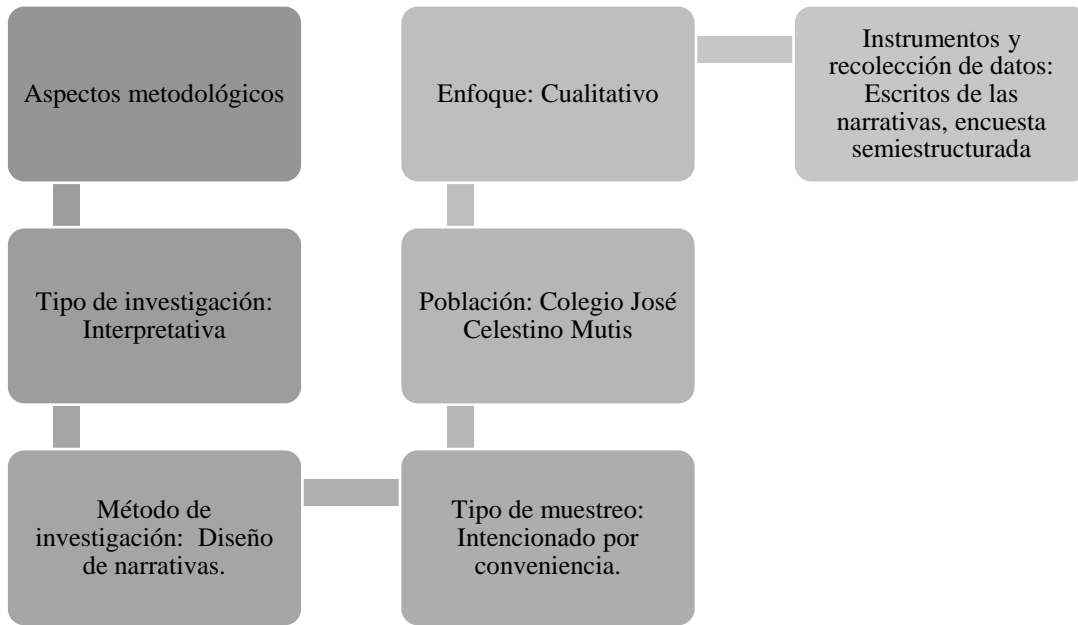 Aspectos metodológicos
Tipo de investigación:
Interpretativa
Método de
investigación:  Diseño
de narrativas.
Tipo de muestreo:
Intencionado por
conveniencia.
Población: Colegio José
Celestino Mutis
Enfoque: Cualitativo
Instrumentos y
recolección de datos:
Escritos de las
narrativas, encuesta
semiestructurada